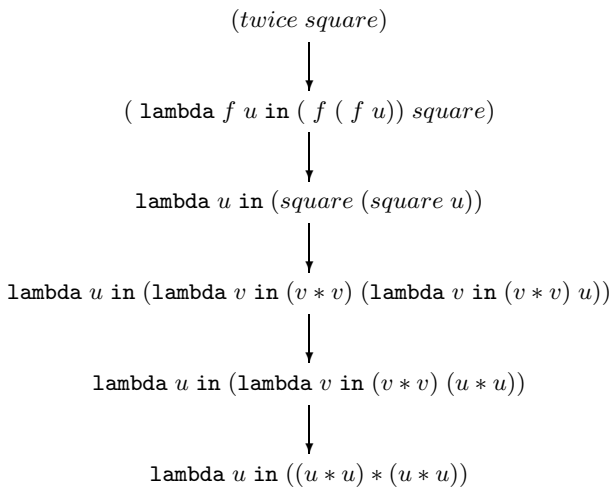 (twice square)
( lambda f u in ( f ( f u)) square)
lambda u in (square (square u))
lambda u in (lambda v in (v ∗ v) (lambda v in (v ∗ v) u))
lambda u in (lambda v in (v ∗ v) (u ∗ u))
lambda u in ((u ∗ u) ∗ (u ∗ u))